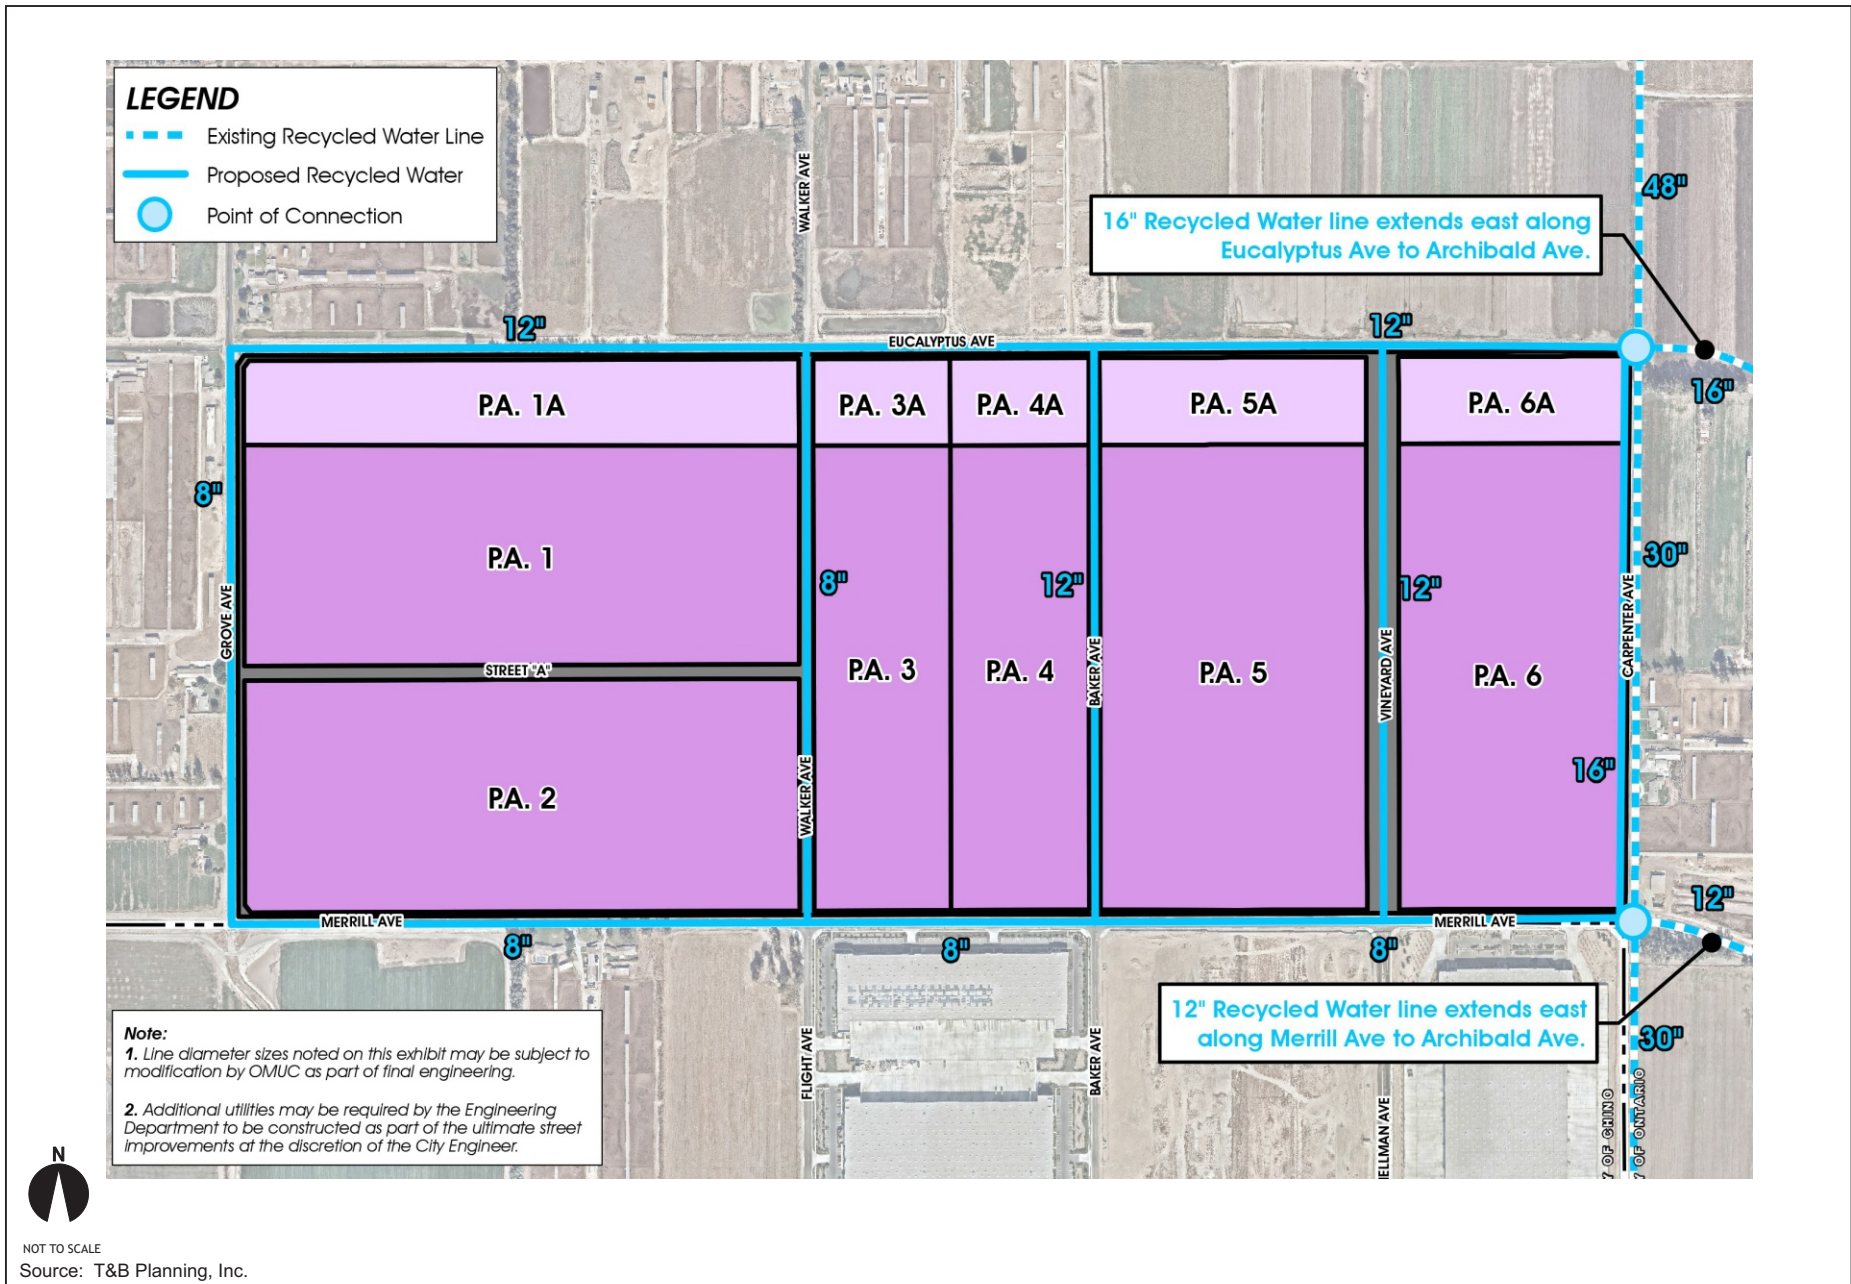 LEGEND
Existing Recycled Water Line
Proposed Recycled Water
Point of Connection
WALKER AVE
48"
16" Recycled Water line extends east along
Eucalyptus Ave to Archibald Ave.
12"
EUCALYPTUS AVE
12"
16"
P.A. 1A
P.A. 3A
P.A. 4A
P.A. 5A
P.A. 6A
8"
P.A. 1
8"
12"
12"
30"
GROVE AVE
STREET "A"
P.A. 3
P.A. 4
BAKER AVE
P.A. 5
VINEYARD AVE
P.A. 6
CARPENTER AVE
P.A. 2
WALKER AVE
16"
12"
MERRILL AVE
MERRILL AVE
8"
8"
8"
12" Recycled Water line extends east
along Merrill Ave to Archibald Ave.
30"
Note:
1. Line diameter sizes noted on this exhibit may be subject to
modification by OMUC as part of final engineering.
2. Additional utilities may be required by the Engineering
Department to be constructed as part of the ultimate street
improvements at the discretion of the City Engineer.
FLIGHT AVE
BAKER AVE
HELLMAN AVE
Y OF CHINO
Y OF ONTARIO
N
NOT TO SCALE
Source: T&B Planning, Inc.